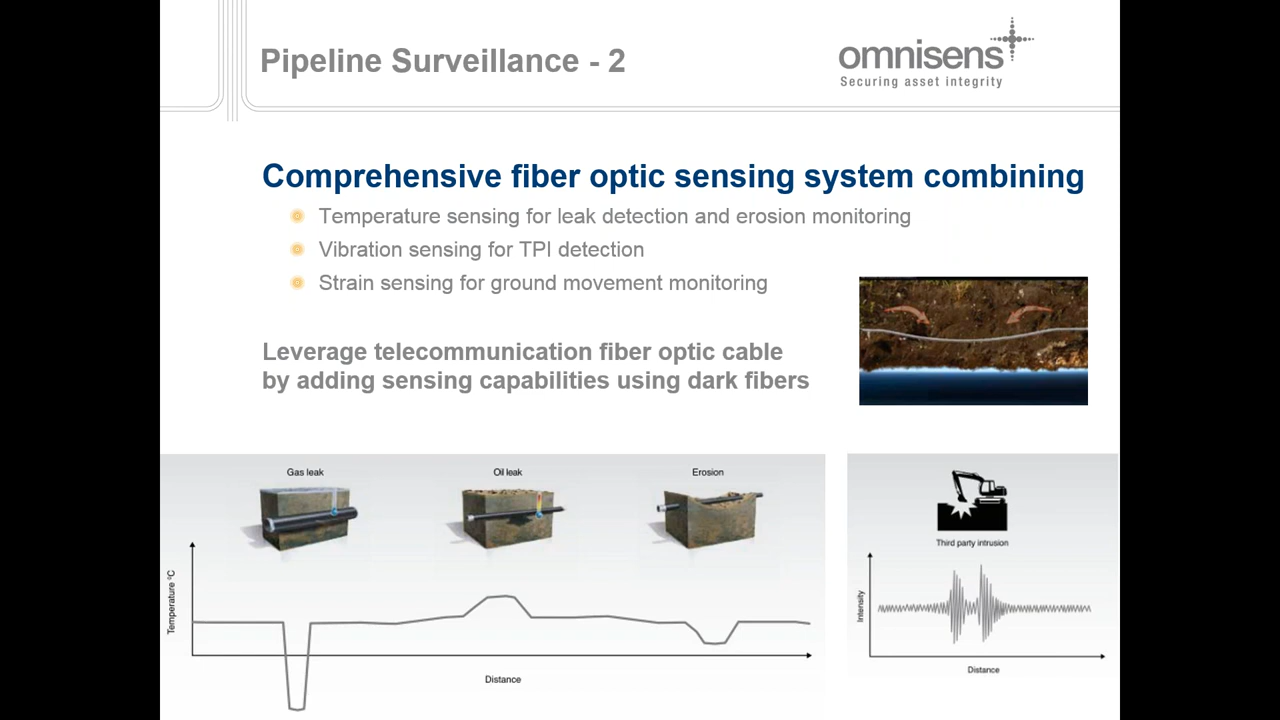 Pipeline Surveillance - 2
omnisens
Securing asset integrity
Comprehensive fiber optic sensing system combining
Temperature sensing for leak detection and erosion monitoring
Vibration sensing for TPI detection
Strain sensing for ground movement monitoring
Leverage telecommunication fiber optic cable
by adding sensing capabilities using dark fibers
Gas leak
Oil leak
Erosion
Temperature °C
Distance
Third party intrusion
Intensity
Distance